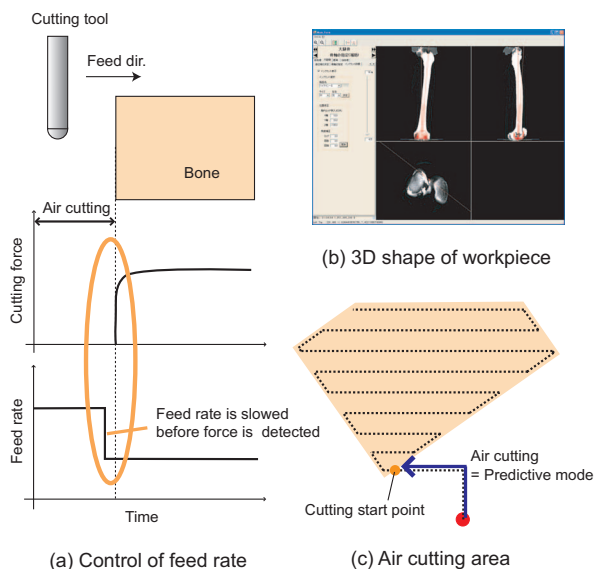 Cutting tool
Feed dir.
Bone
Air cutting
Cutting force
Feed rate
Feed rate is slowed
before force is detected
Time
(a) Control of feed rate
(b) 3D shape of workpiece
Air cutting
= Predictive mode
Cutting start point
(c) Air cutting area